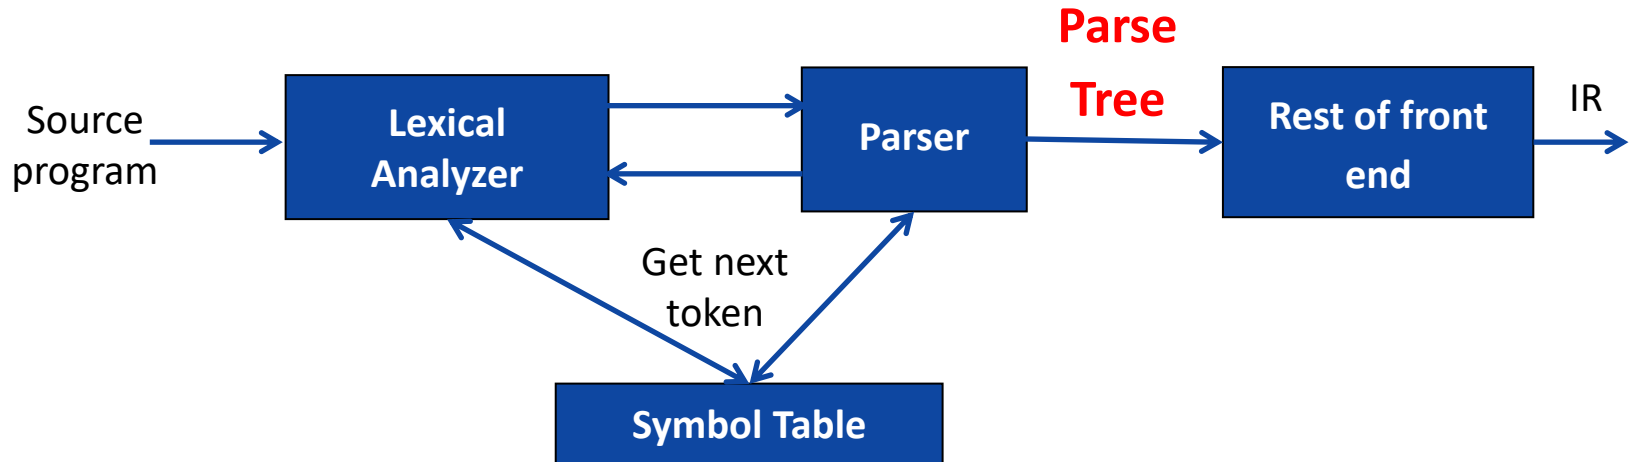 Source
program
Lexical
Analyzer
Parser
Parse
Tree
Rest of front
end
IR
Get next
token
Symbol Table